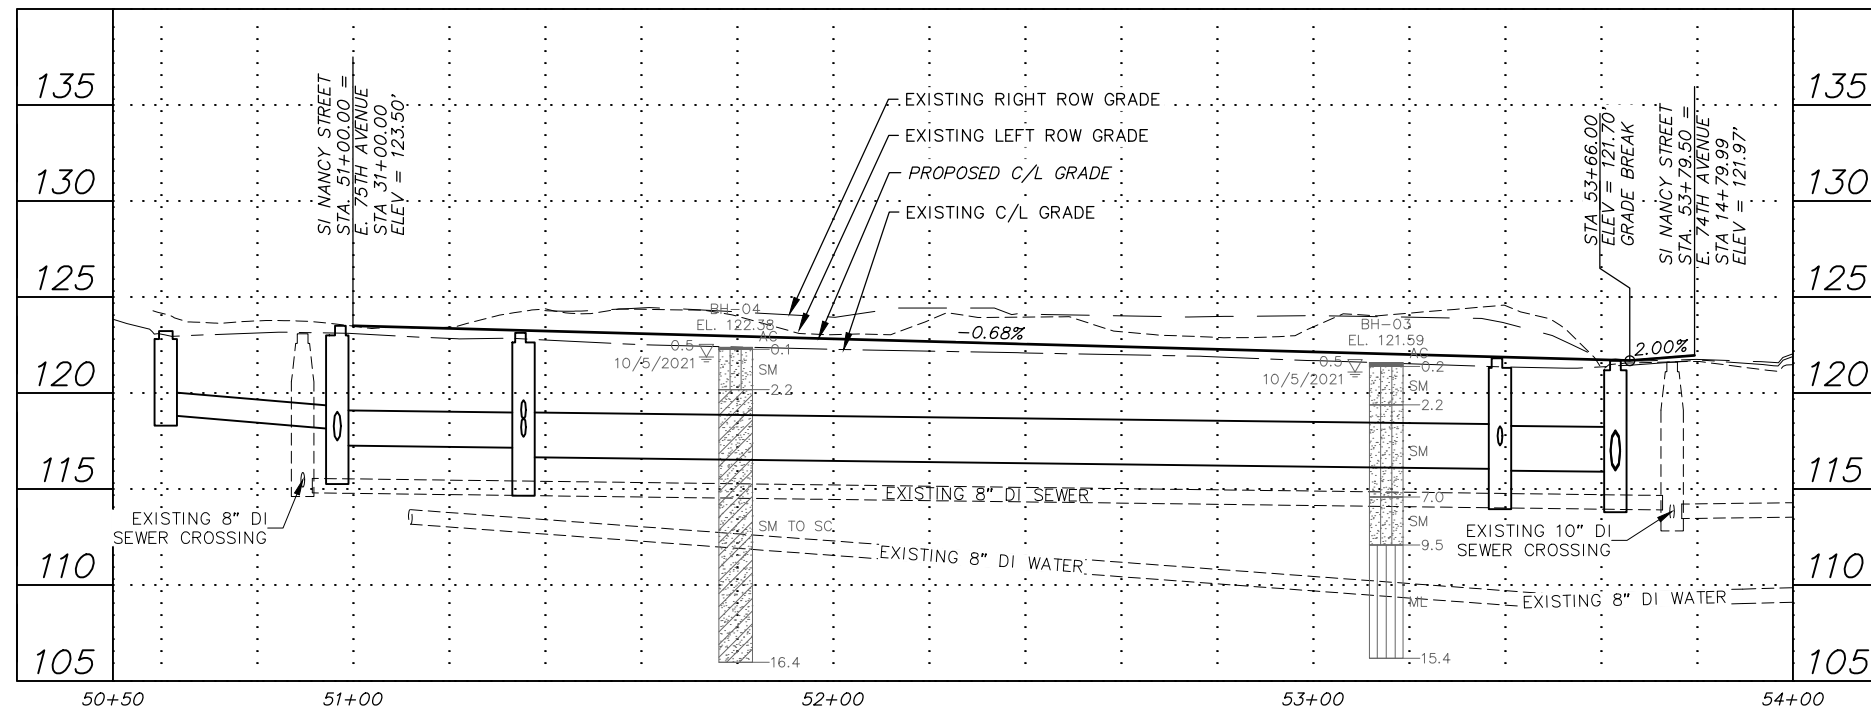 135
130
125
120
115
110
105
135
130
125
120
115
110
105
SI NANCY STREET
STA. 51+00.00 =
E. 75TH AVENUE
STA 31+00.00
ELEV = 123.50'
EXISTING RIGHT ROW GRADE
EXISTING LEFT ROW GRADE
PROPOSED C/L GRADE
EXISTING C/L GRADE
STA 53+66.00
ELEV = 121.70'
GRADE BREAK
SI NANCY STREET
STA. 53+79.50 =
E. 74TH AVENUE
STA 14+79.99
ELEV = 121.97'
-0.68%
2.00%
BH-04
EL. 122.38
AC
0.1
0.5
10/5/2021
SM
2.2
SM TO SC
16.4
BH-03
EL. 121.59
AC
0.2
0.5
10/5/2021
SM
2.2
SM
7.0
SM
9.5
ML
15.4
EXISTING 8" DI
SEWER CROSSING
EXISTING 8" DI SEWER
EXISTING 8" DI WATER
EXISTING 10" DI
SEWER CROSSING
EXISTING 8" DI WATER
50+50
51+00
52+00
53+00
54+00